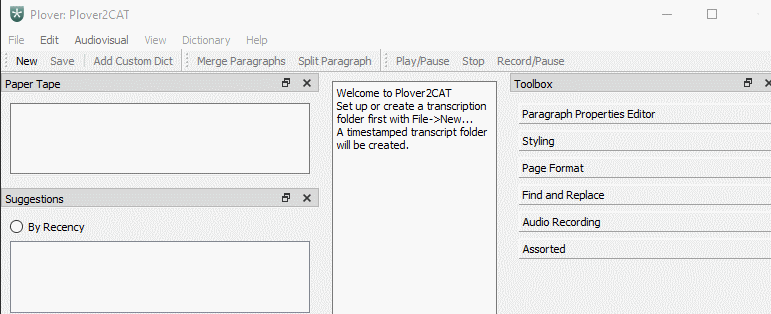 Plover: Plover2CAT
File Edit Audiovisual View Dictionary Help
New Save Add Custom Dict Merge Paragraphs Split Paragraph Play/Pause Stop Record/Pause
Paper Tape
Suggestions
By Recency
Welcome to Plover2CAT
Set up or create a transcription
folder first with File->New...
A timestamped transcript folder
will be created.
Toolbox
Paragraph Properties Editor
Styling
Page Format
Find and Replace
Audio Recording
Assorted